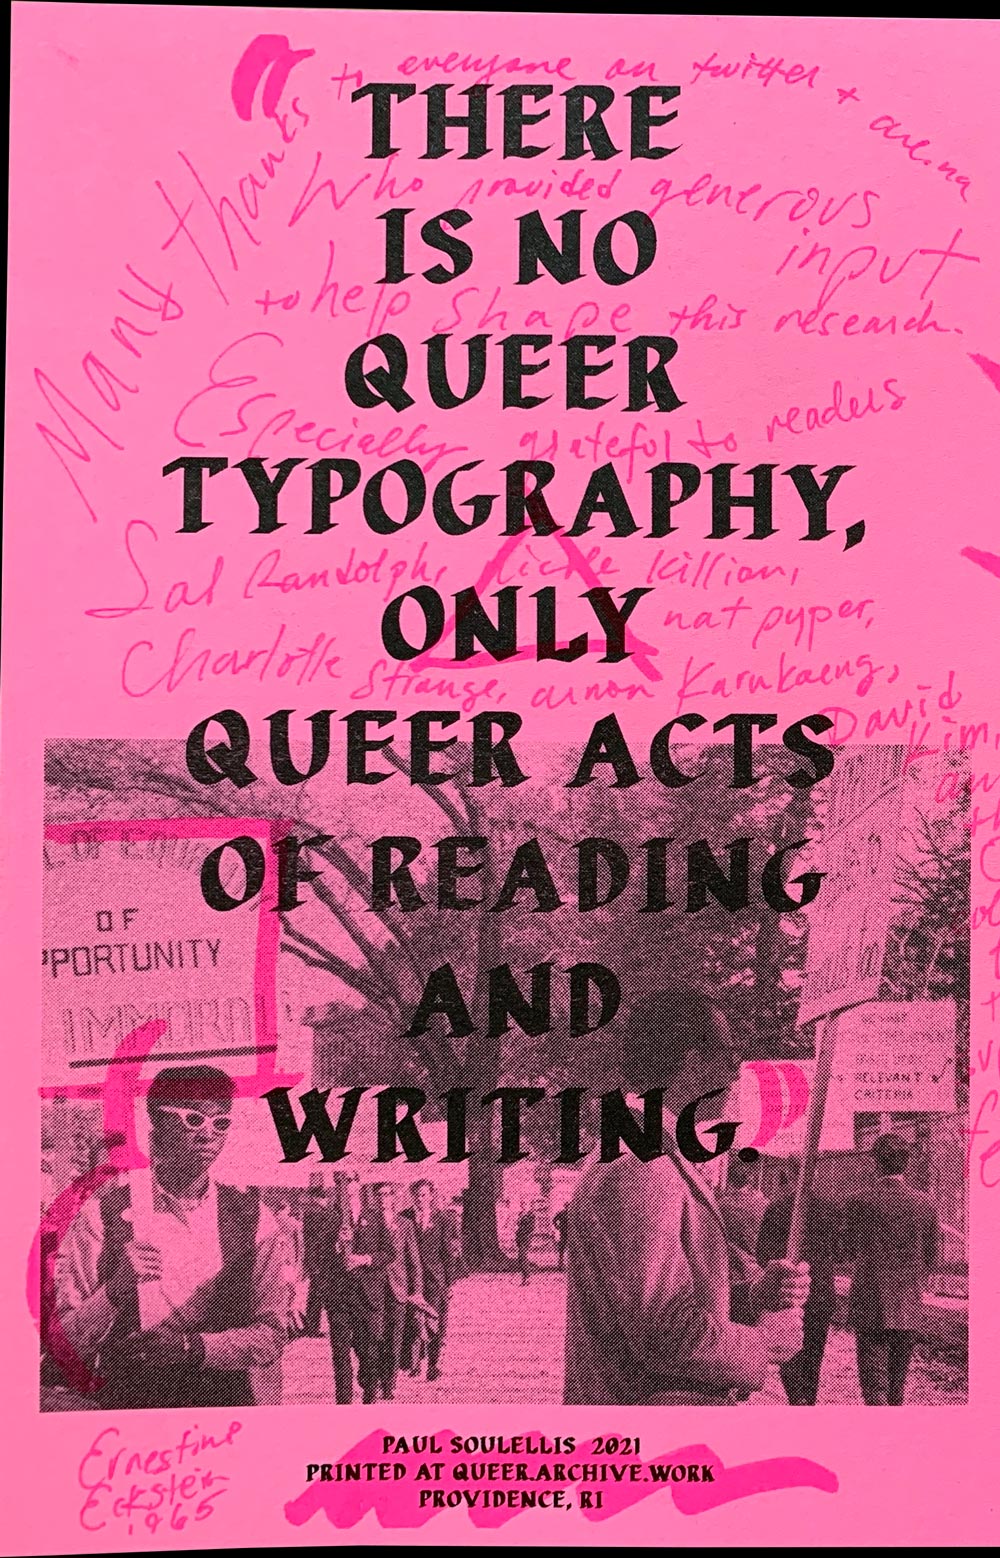 Many thanks to everyone on twitter + are.na
who provided generous
input
to help shape this research.
Especially grateful to readers
Sal Randolph, killian,
nat pyper,
Charlotte Strange, arnon Karnkaeng,
David
Kim,
THERE
IS NO
QUEER
TYPOGRAPHY,
ONLY
QUEER ACTS
OF READING
AND
WRITING.
OF
PPORTUNITY
IMMORA
RELEVANT
CRITERIA
Ernestine
Eckstein
1965
PAUL SOULELLIS 2021
PRINTED AT QUEER.ARCHIVE.WORK
PROVIDENCE, RI